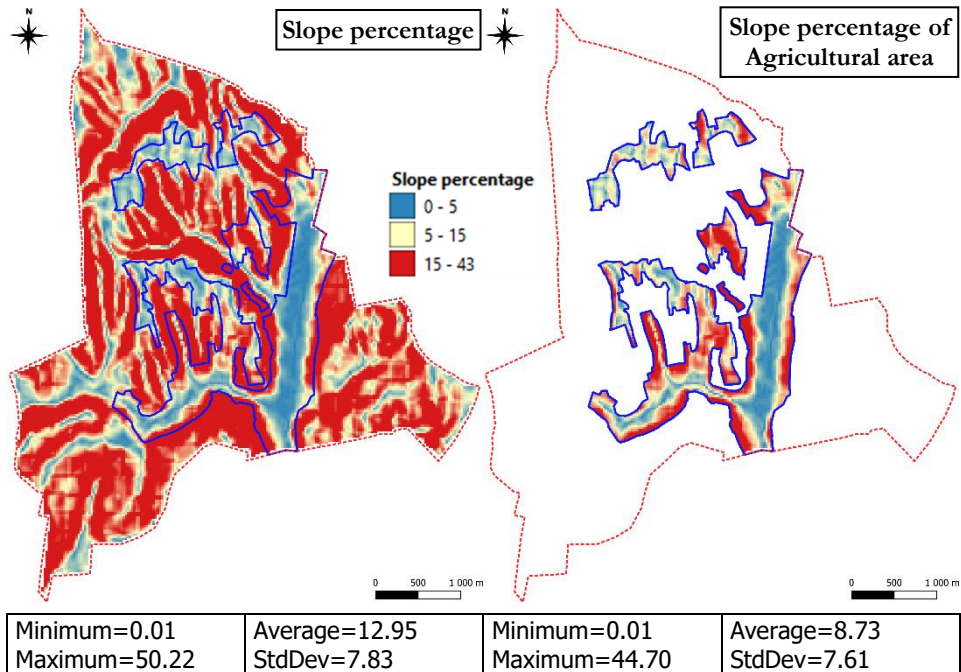 N
Slope percentage
N
Slope percentage of
Agricultural area
Slope percentage
0 - 5
5 - 15
15 - 43
0 500 1 000 m
0 500 1 000 m
Minimum=0.01
Maximum=50.22
Average=12.95
StdDev=7.83
Minimum=0.01
Maximum=44.70
Average=8.73
StdDev=7.61